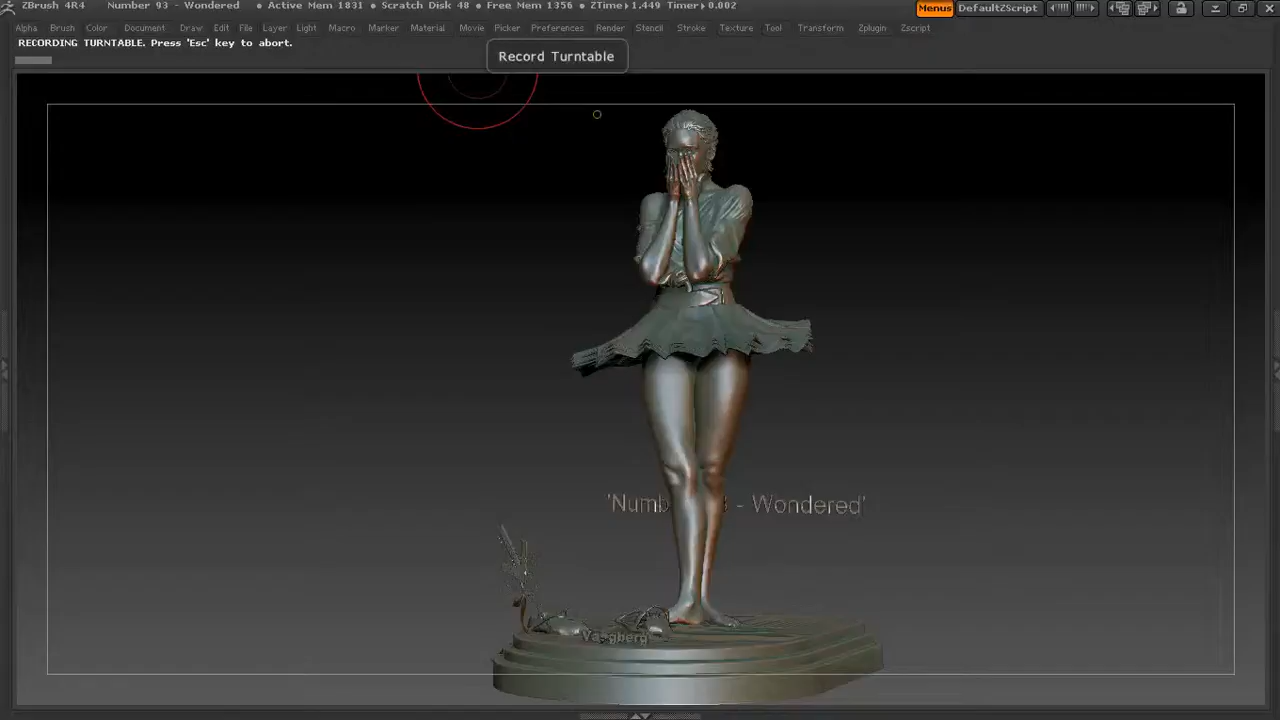 ZBrush 4R4 Number 93 - Wondered • Active Mem 1831 • Scratch Disk 48 • Free Mem 1356 • ZTime▸1.449 Timer▸0.002 Menus DefaultZScript
Alpha Brush Color Document Draw Edit File Layer Light Macro Marker Material Movie Picker Preferences Render Stencil Stroke Texture Tool Transform Zplugin Zscript
RECORDING TURNTABLE. Press 'Esc' key to abort.
Record Turntable
'Numb - Wondered'